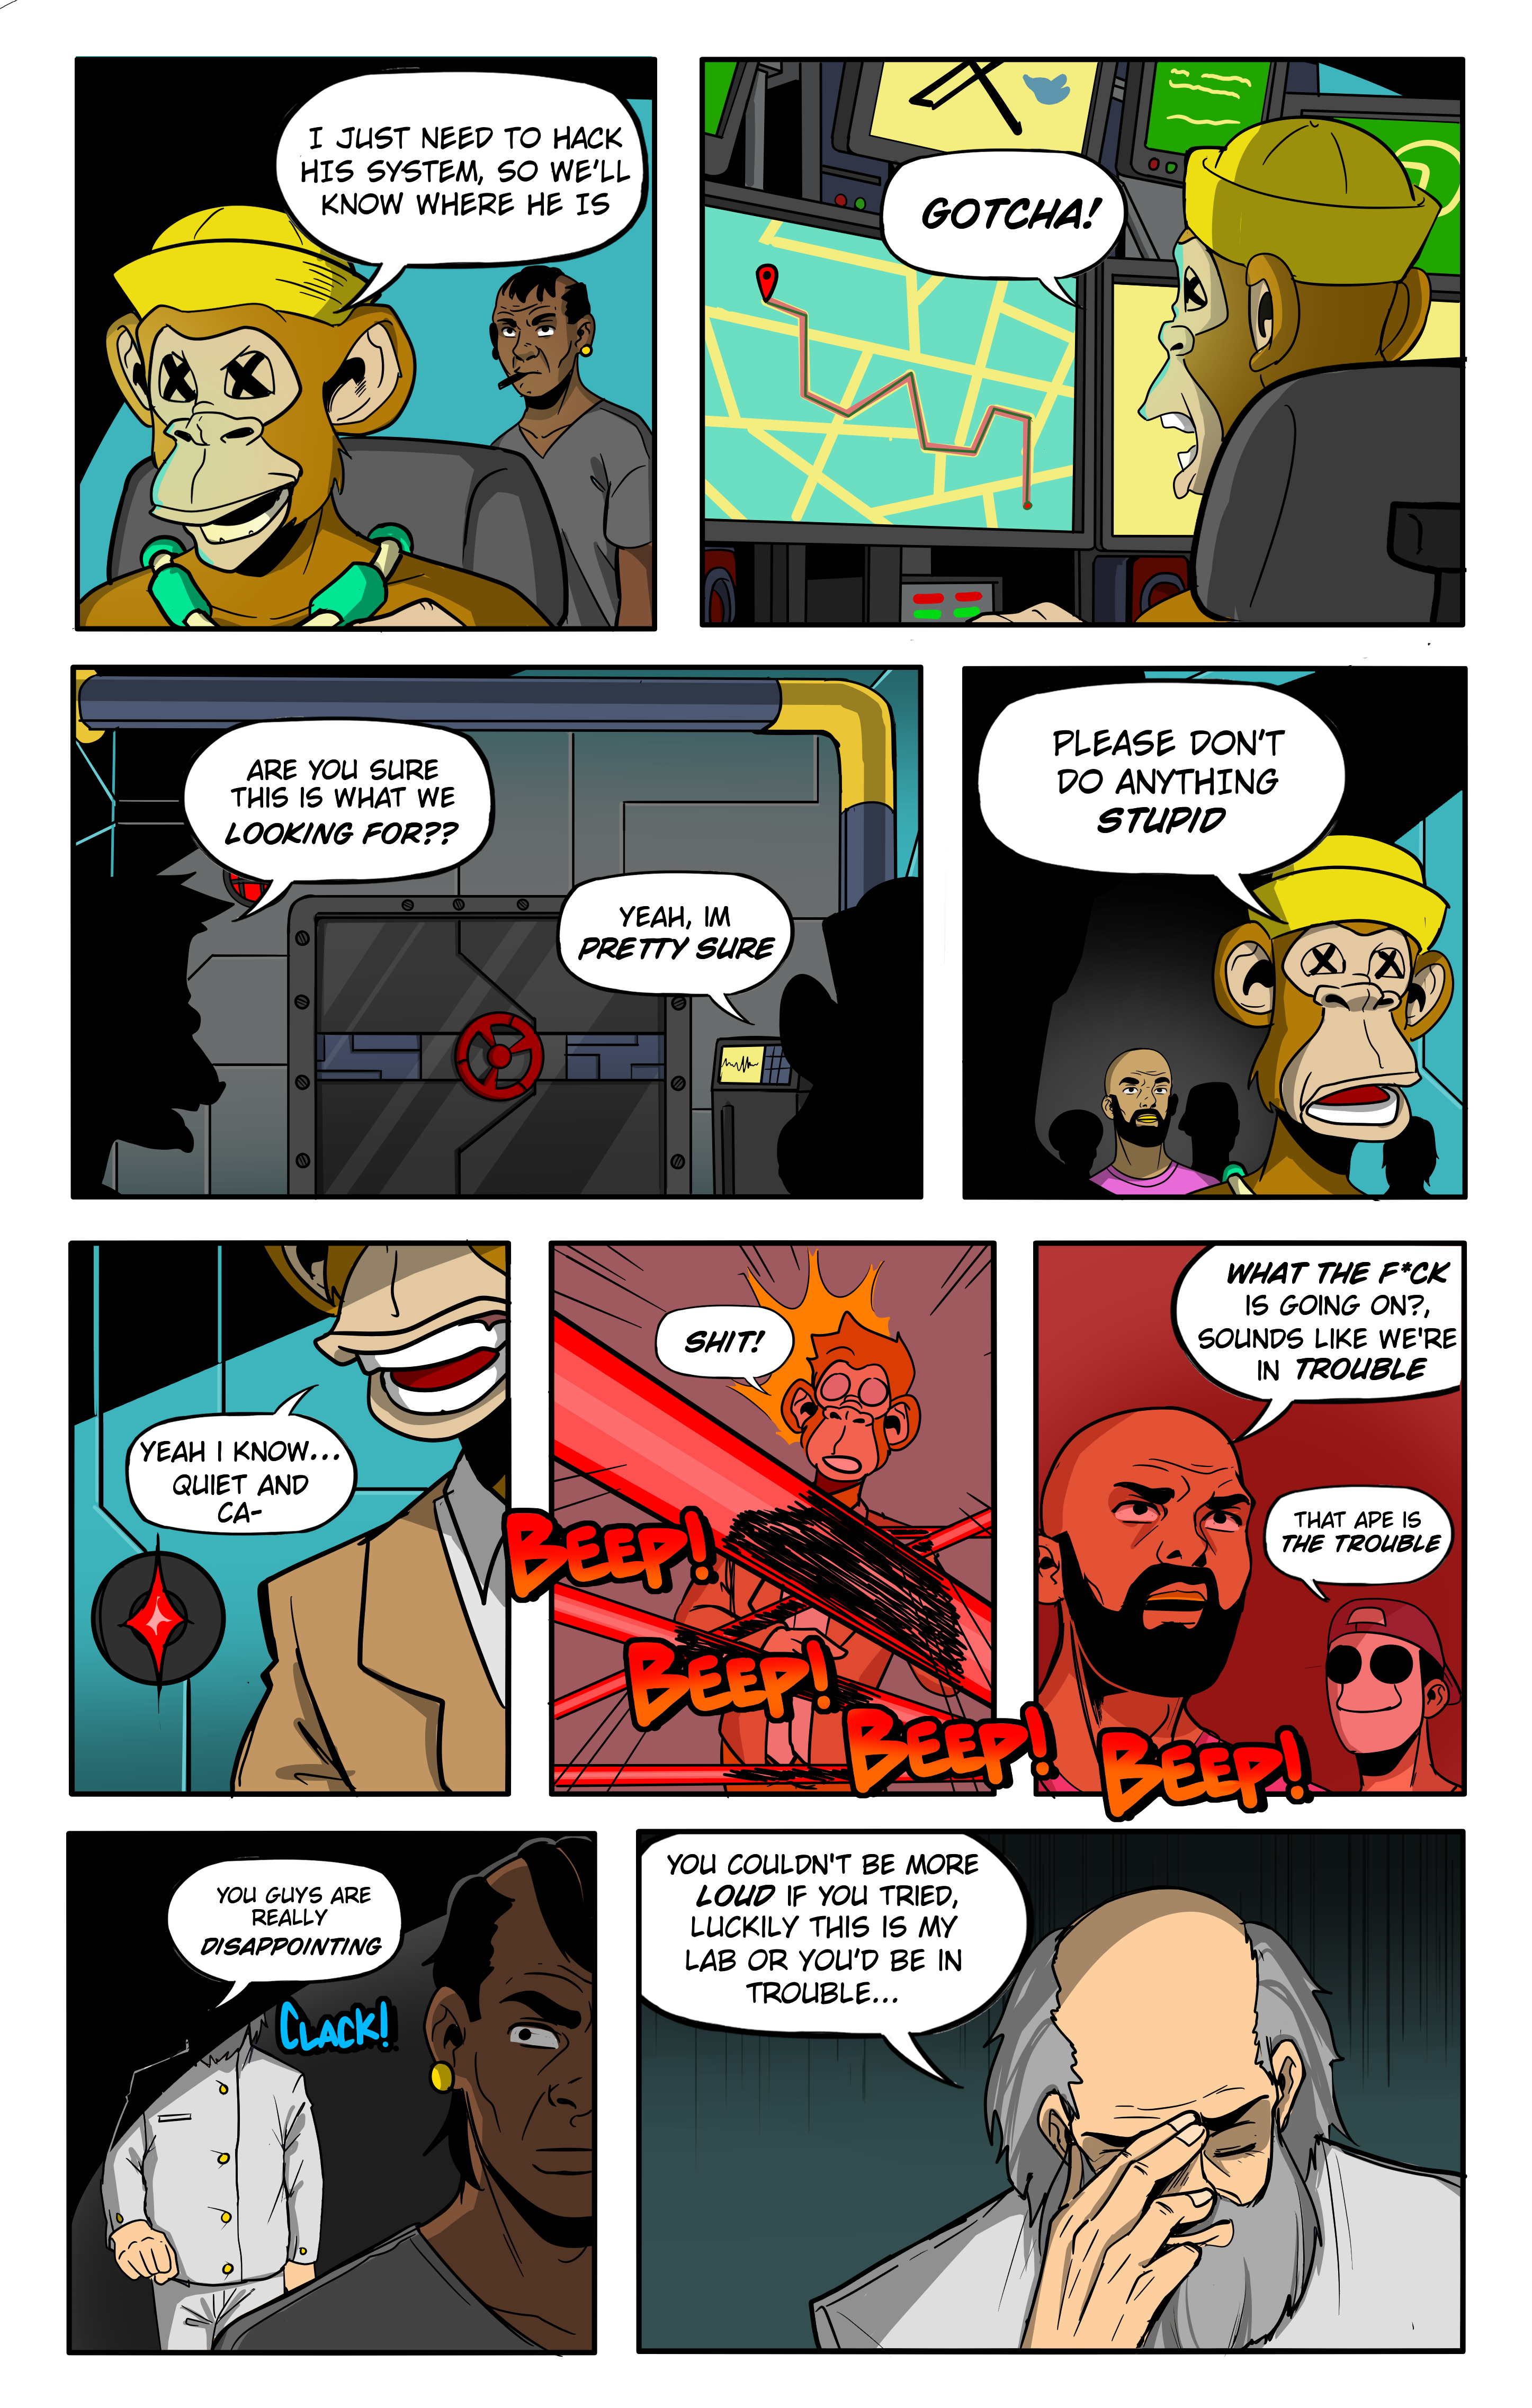 I JUST NEED TO HACK
HIS SYSTEM, SO WE'LL
KNOW WHERE HE IS
GOTCHA!
ARE YOU SURE
THIS IS WHAT WE
LOOKING FOR??
YEAH, IM
PRETTY SURE
PLEASE DON'T
DO ANYTHING
STUPID
YEAH I KNOW...
QUIET AND
CA-
SHIT!
BEEP!
BEEP!
BEEP!
BEEP!
WHAT THE F*CK
IS GOING ON?,
SOUNDS LIKE WE'RE
IN TROUBLE
THAT APE IS
THE TROUBLE
YOU GUYS ARE
REALLY
DISAPPOINTING
CLACK!
YOU COULDN'T BE MORE
LOUD IF YOU TRIED,
LUCKILY THIS IS MY
LAB OR YOU'D BE IN
TROUBLE...